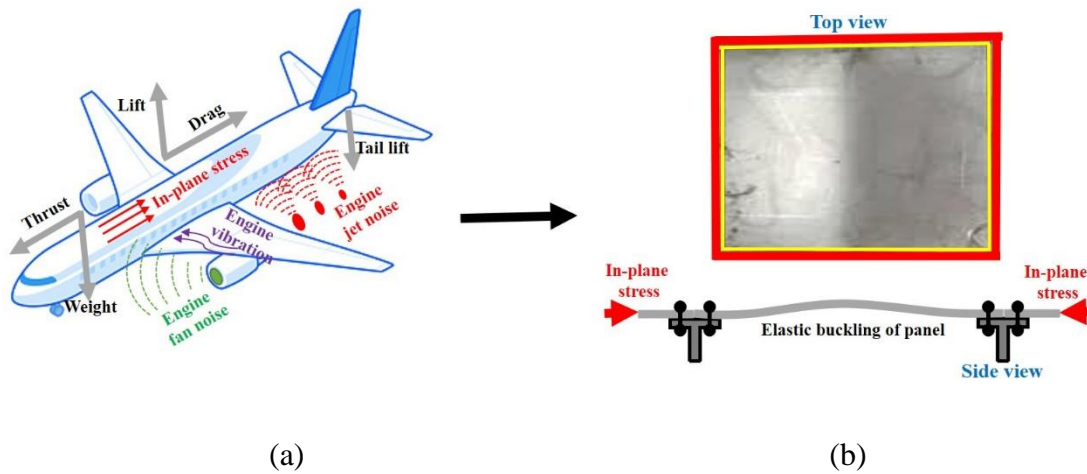 Lift
Drag
Thrust
In-plane stress
Tail lift
Engine
vibration
Engine
jet noise
Weight
Engine
fan noise
(a)
Top view
In-plane
stress
In-plane
stress
Elastic buckling of panel
Side view
(b)